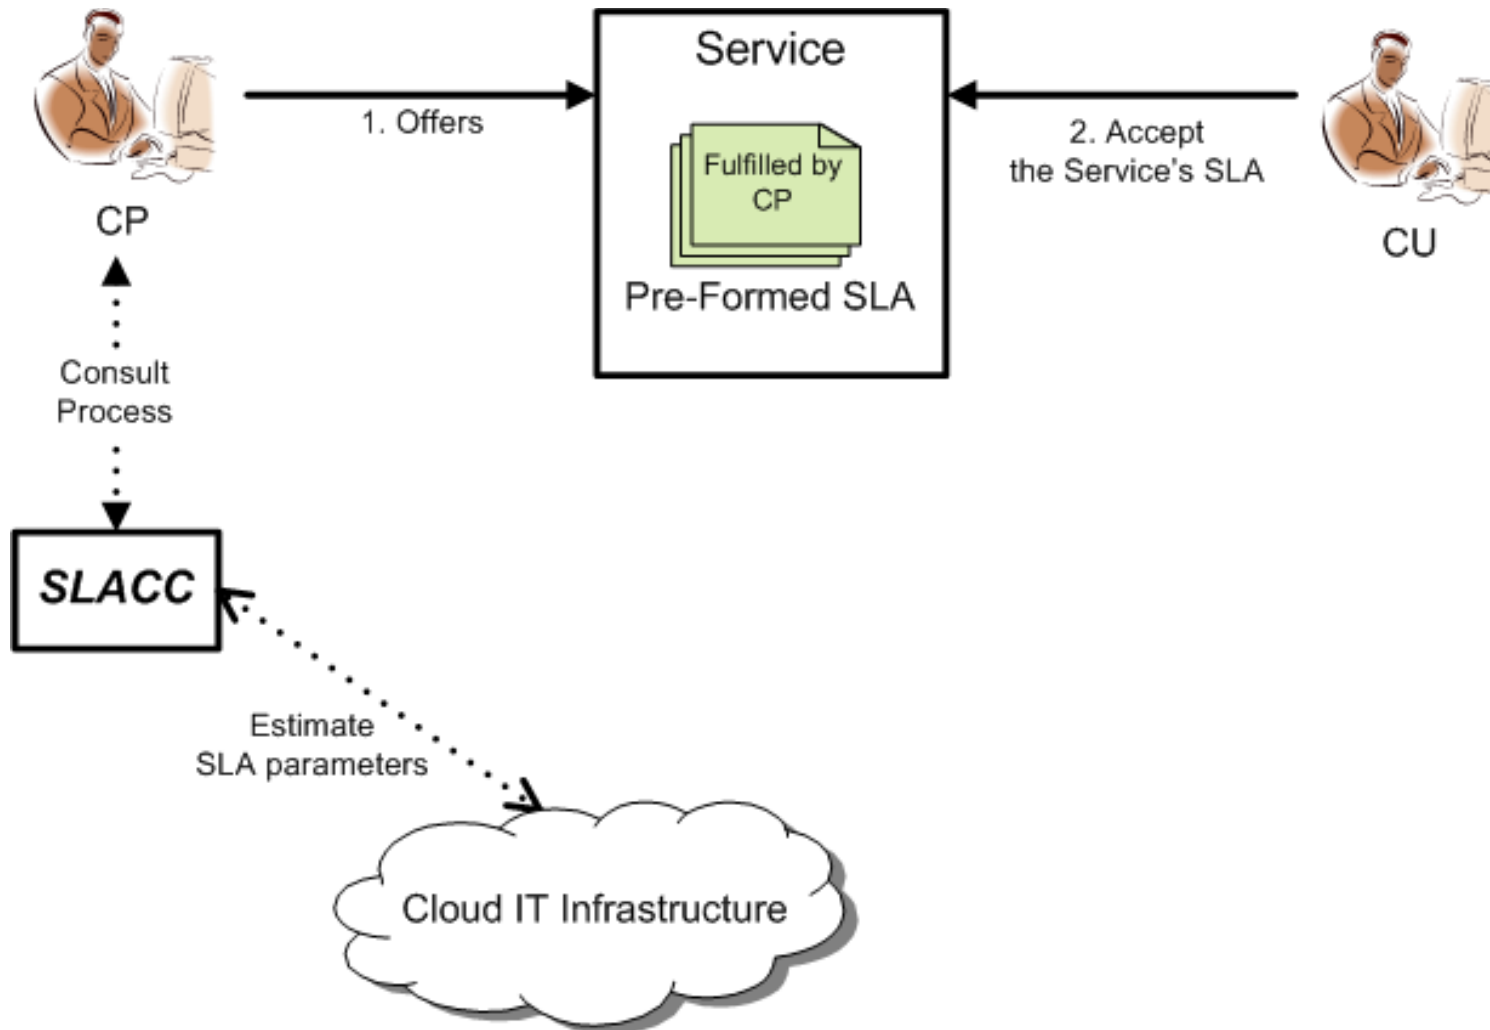 Service
1. Offers
2. Accept
the Service's SLA
Fulfilled by
CP
Pre-Formed SLA
CP
CU
Consult
Process
SLACC
Estimate
SLA parameters
Cloud IT Infrastructure